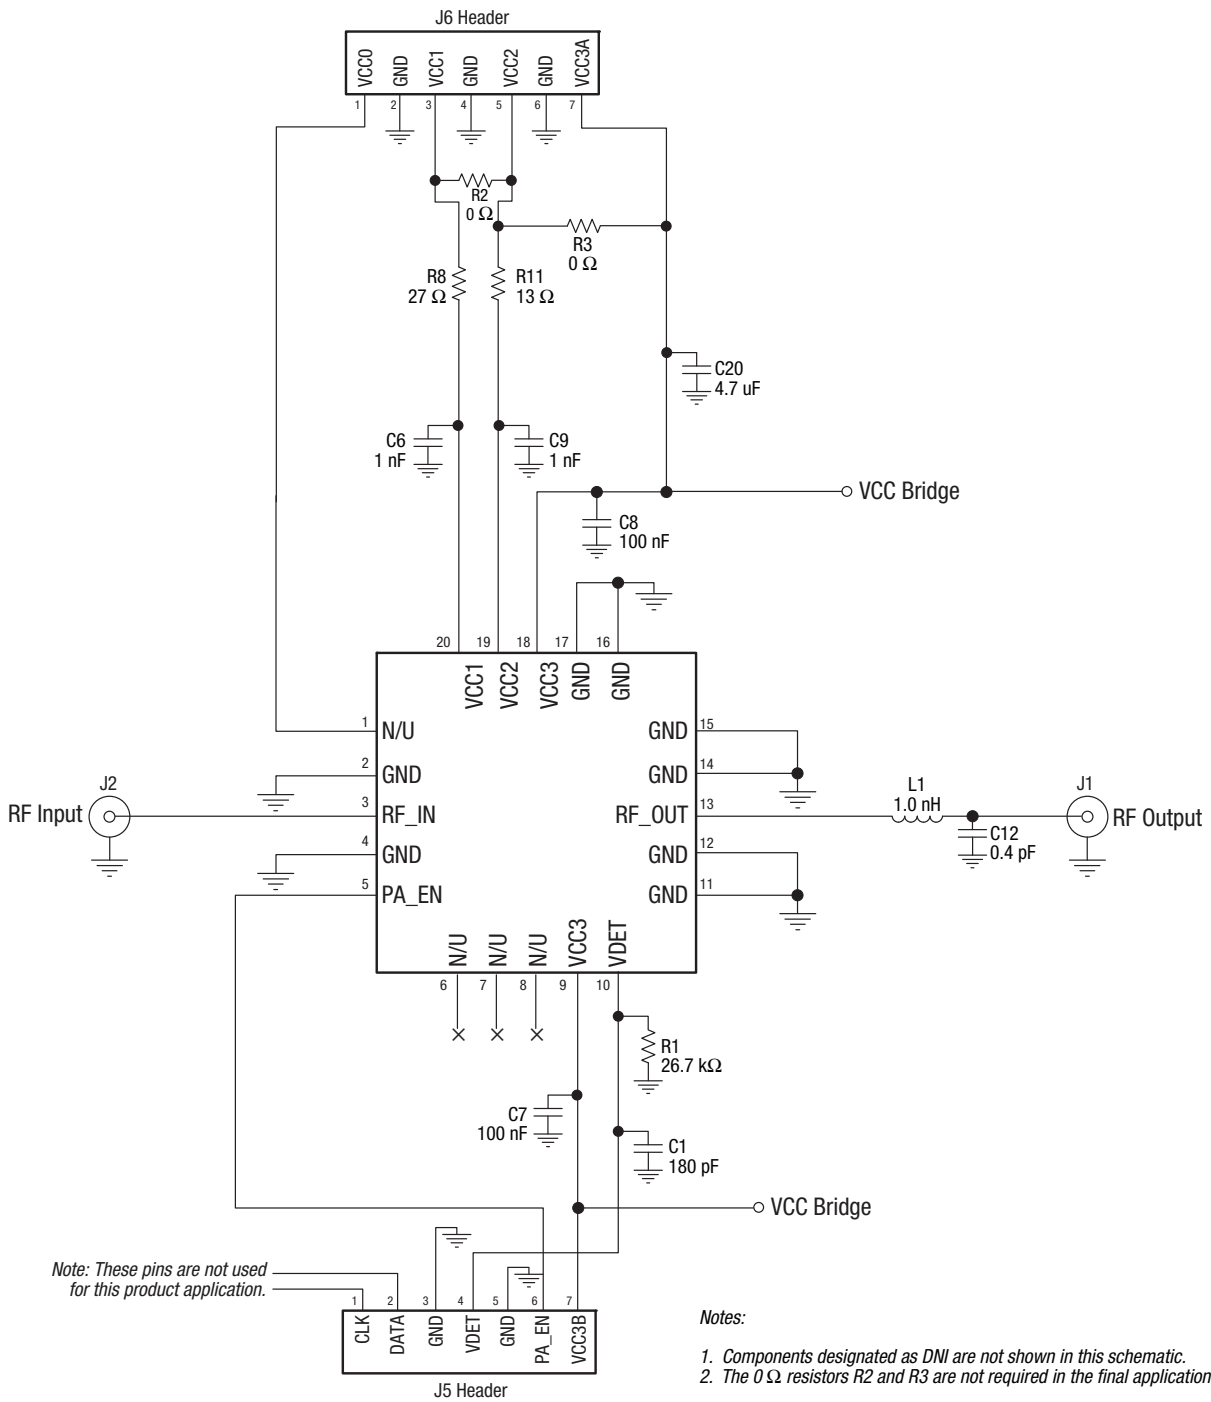 J6 Header
VCC0
GND
VCC1
GND
VCC2
GND
VCC3A
1
2
3
4
5
6
7
R2
0 Ω
R3
0 Ω
R8
27 Ω
R11
13 Ω
C20
4.7 uF
C6
1 nF
C9
1 nF
VCC Bridge
C8
100 nF
20
19
18
17
16
VCC1
VCC2
VCC3
GND
GND
1
N/U
GND
15
2
GND
GND
14
J2
RF Input
3
RF_IN
RF_OUT
13
L1
1.0 nH
J1
RF Output
C12
0.4 pF
4
GND
GND
12
5
PA_EN
GND
11
N/U
N/U
N/U
VCC3
VDET
6
7
8
9
10
R1
26.7 kΩ
C7
100 nF
C1
180 pF
VCC Bridge
Note: These pins are not used
for this product application.
1
2
3
4
5
6
7
CLK
DATA
GND
VDET
GND
PA_EN
VCC3B
J5 Header
Notes:
1. Components designated as DNI are not shown in this schematic.
2. The 0 Ω resistors R2 and R3 are not required in the final application